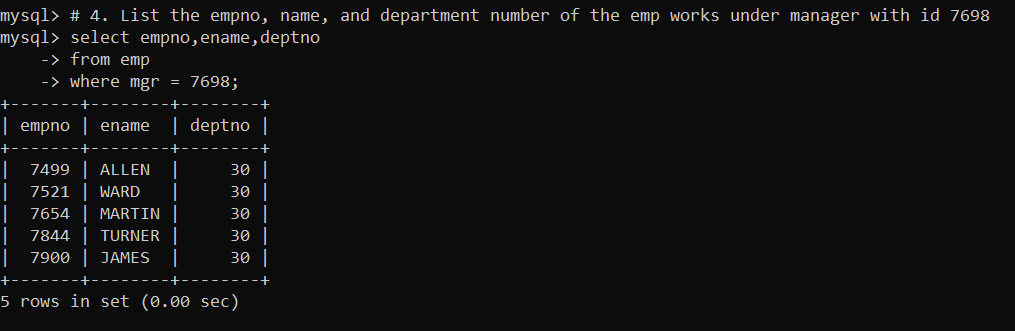 mysql> # 4. List the empno, name, and department number of the emp works under manager with id 7698
mysql> select empno,ename,deptno
    -> from emp
    -> where mgr = 7698;
+-------+--------+--------+
| empno | ename  | deptno |
+-------+--------+--------+
|  7499 | ALLEN  |     30 |
|  7521 | WARD   |     30 |
|  7654 | MARTIN |     30 |
|  7844 | TURNER |     30 |
|  7900 | JAMES  |     30 |
+-------+--------+--------+
5 rows in set (0.00 sec)